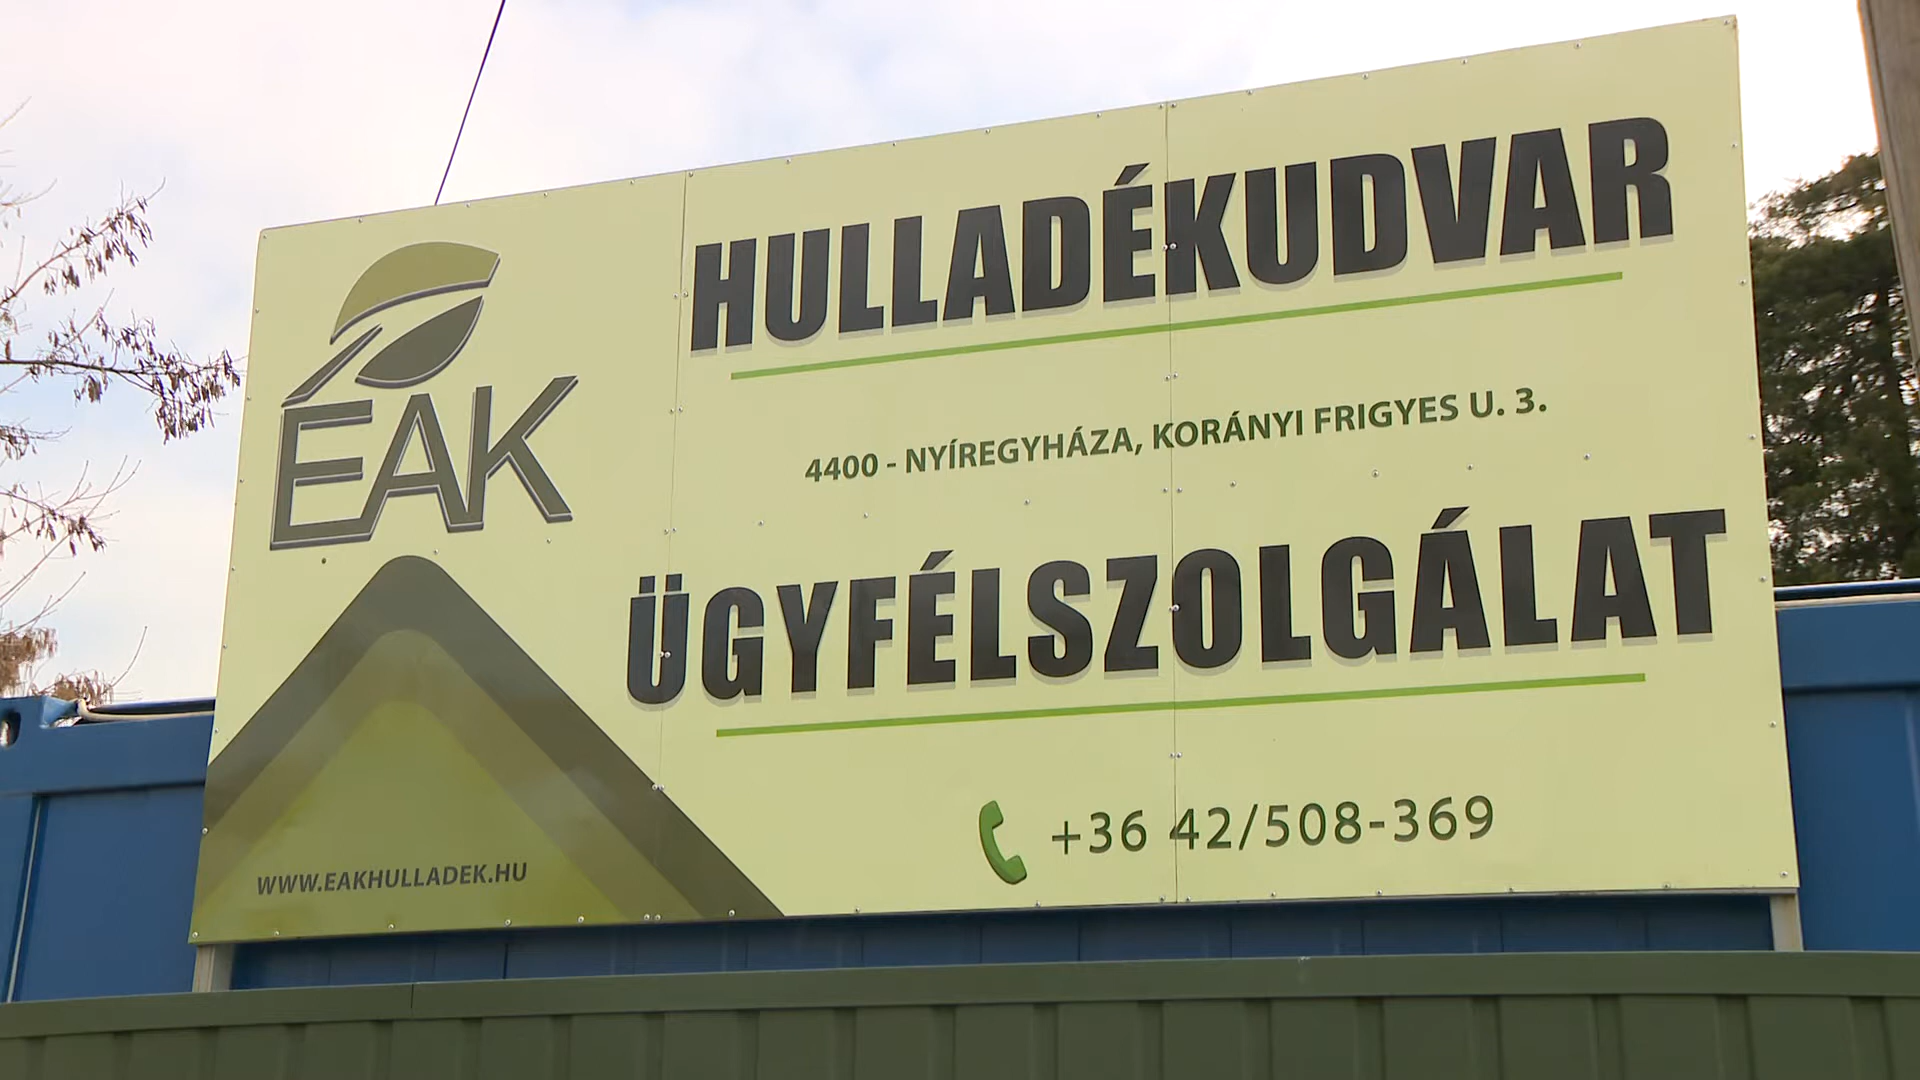 ÉAK
HULLADÉKUDVAR
4400 - NYÍREGYHÁZA, KORÁNYI FRIGYES U. 3.
ÜGYFÉLSZOLGÁLAT
+36 42/508-369
WWW.EAKHULLADEK.HU